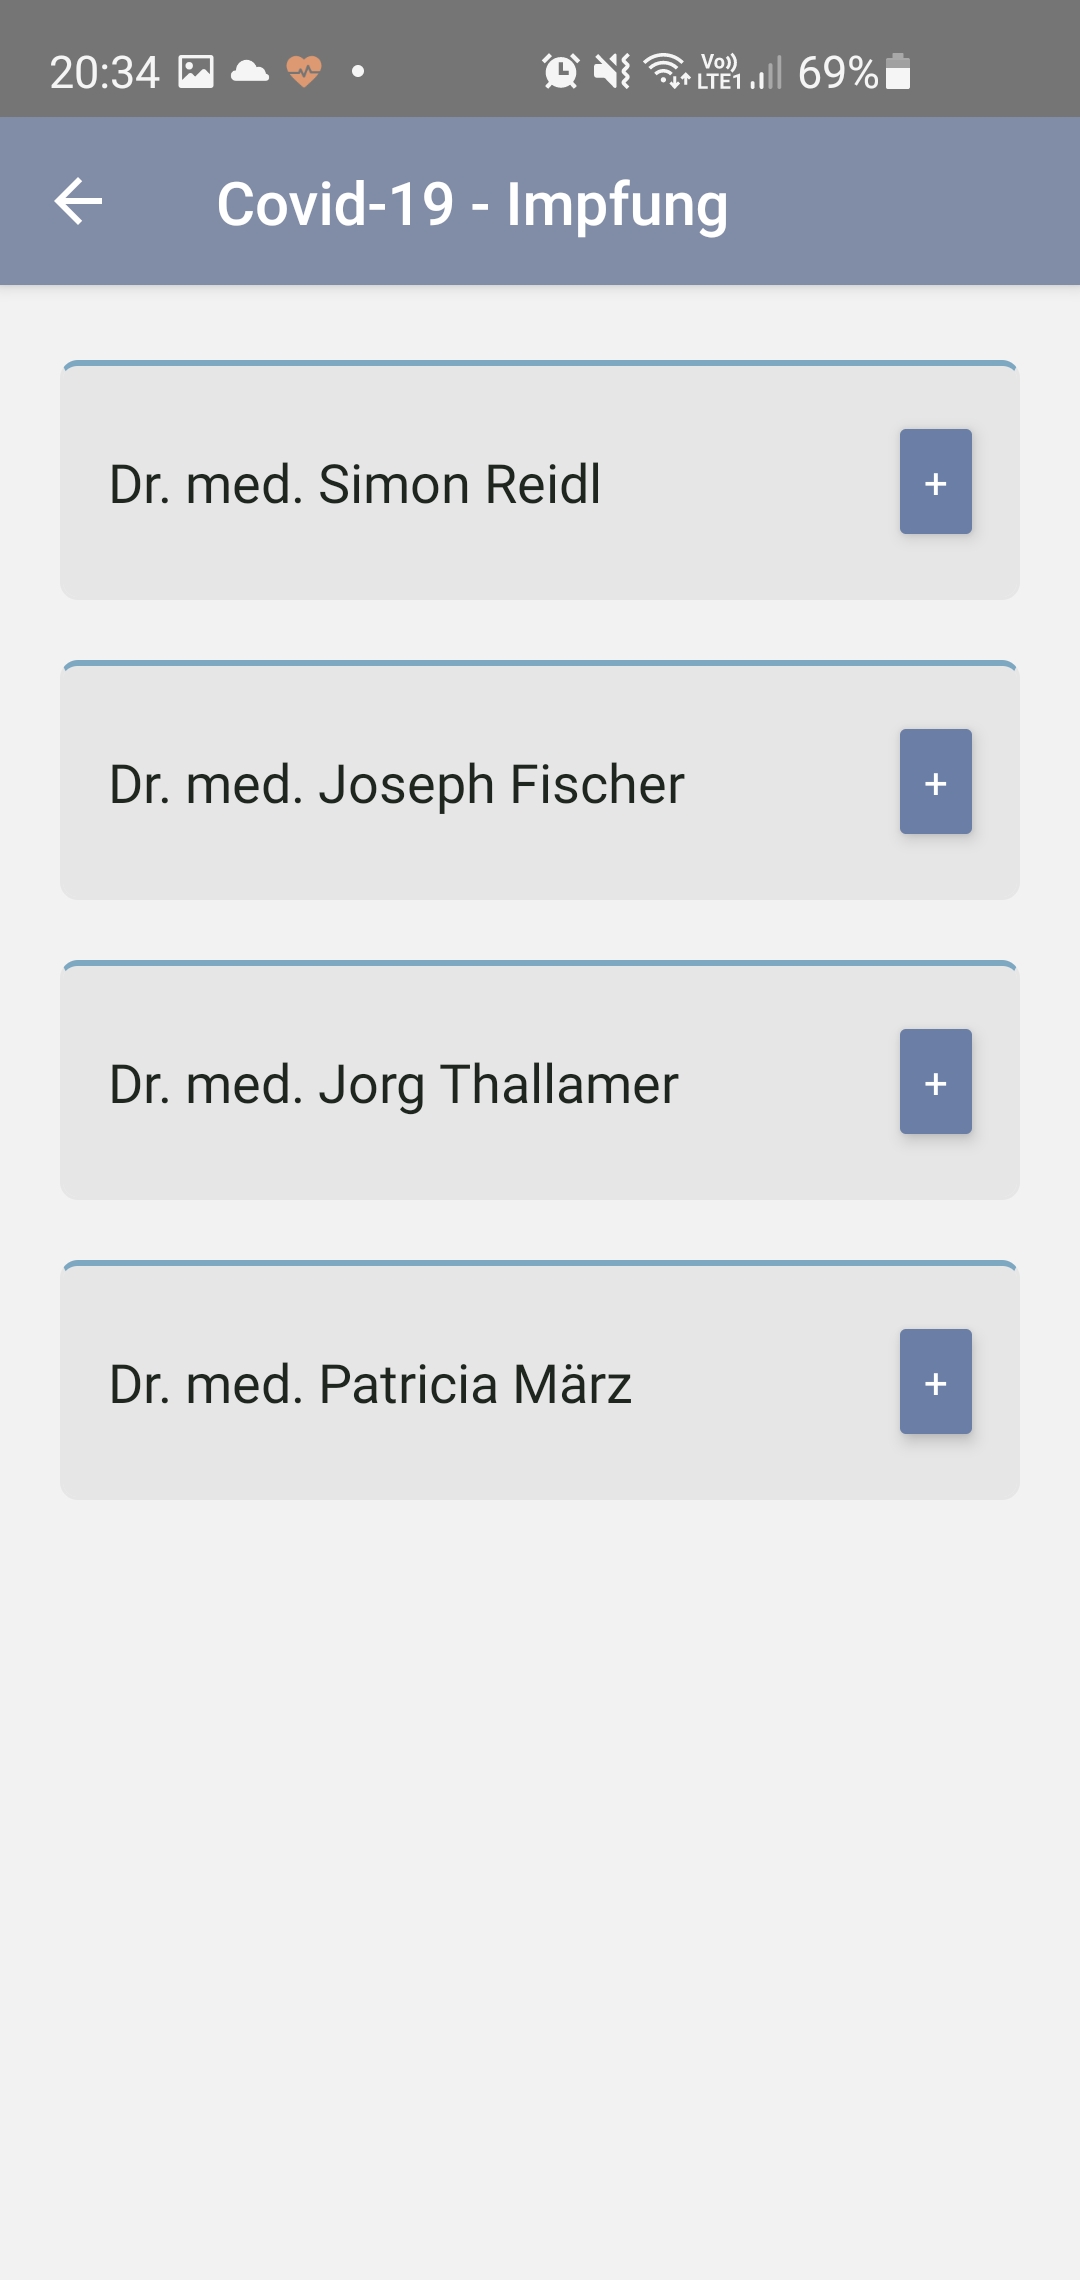 20:34 Vo)) LTE1 69%
Covid-19 - Impfung
Dr. med. Simon Reidl +
Dr. med. Joseph Fischer +
Dr. med. Jorg Thallamer +
Dr. med. Patricia März +